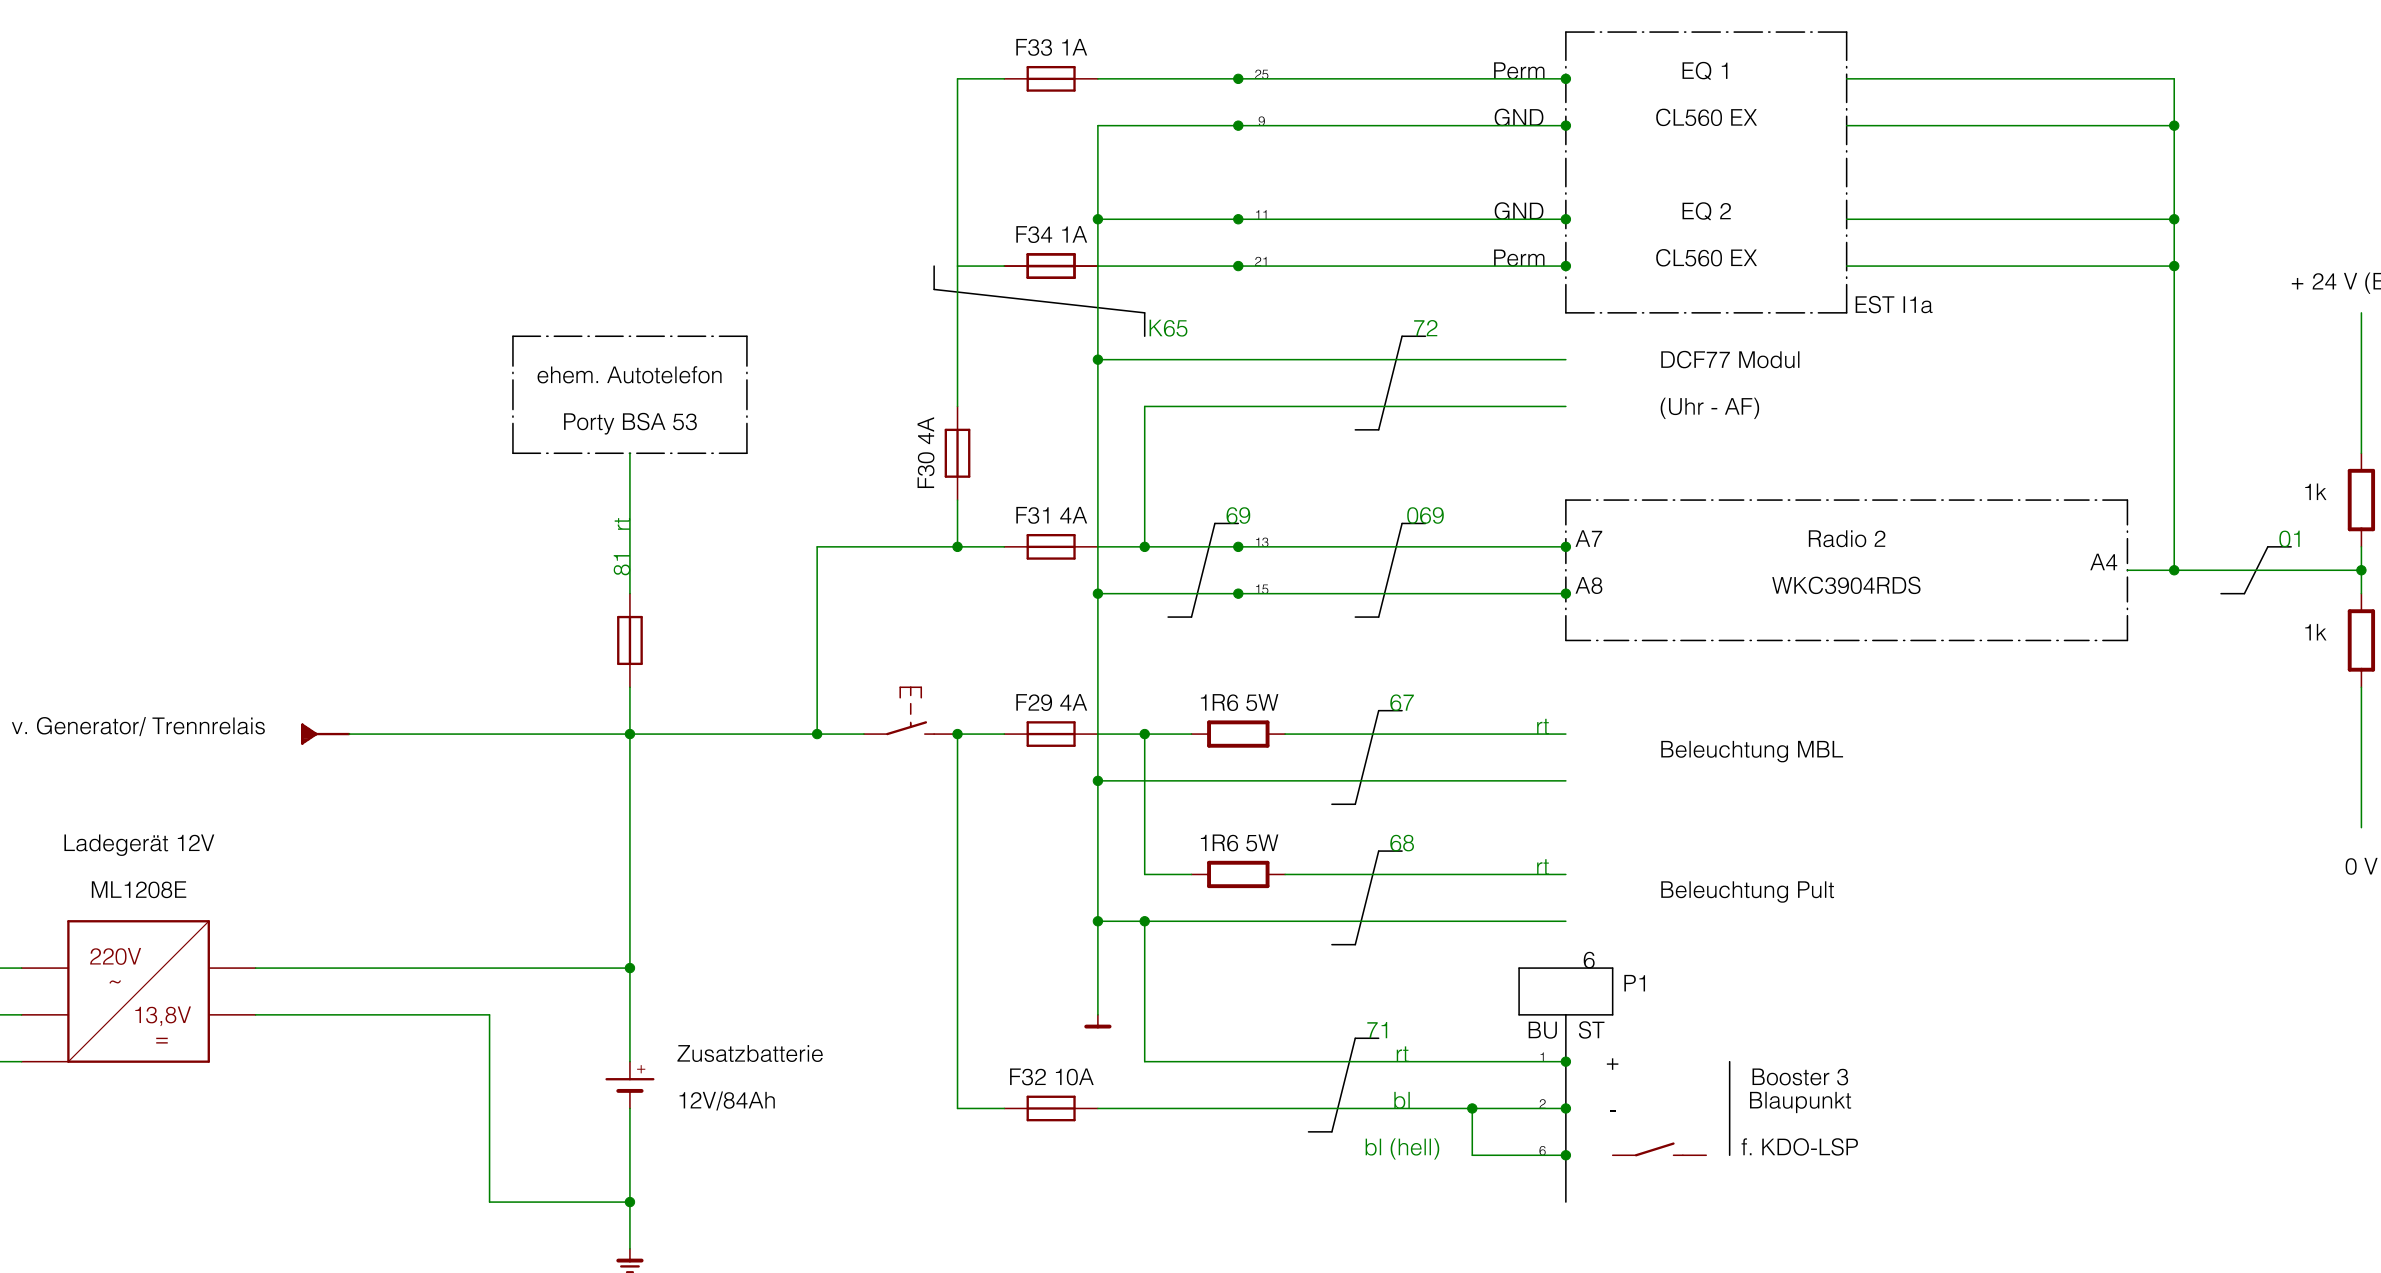 F33 1A
25
Perm
EQ 1
9
GND
CL560 EX
11
GND
EQ 2
F34 1A
21
Perm
CL560 EX
EST I1a
+ 24 V (E
K65
72
DCF77 Modul
(Uhr - AF)
ehem. Autotelefon
Porty BSA 53
81 rt
F30 4A
F31 4A
69
13
069
A7
Radio 2
A8
15
WKC3904RDS
A4
01
1k
1k
v. Generator/ Trennrelais
E
F29 4A
1R6 5W
67
rt
Beleuchtung MBL
1R6 5W
68
rt
Beleuchtung Pult
0 V
Ladegerät 12V
ML1208E
220V
~
13,8V
=
+
Zusatzbatterie
12V/84Ah
6
P1
BU ST
71
rt
1
+
F32 10A
bl
2
-
bl (hell)
6
Booster 3
Blaupunkt
f. KDO-LSP